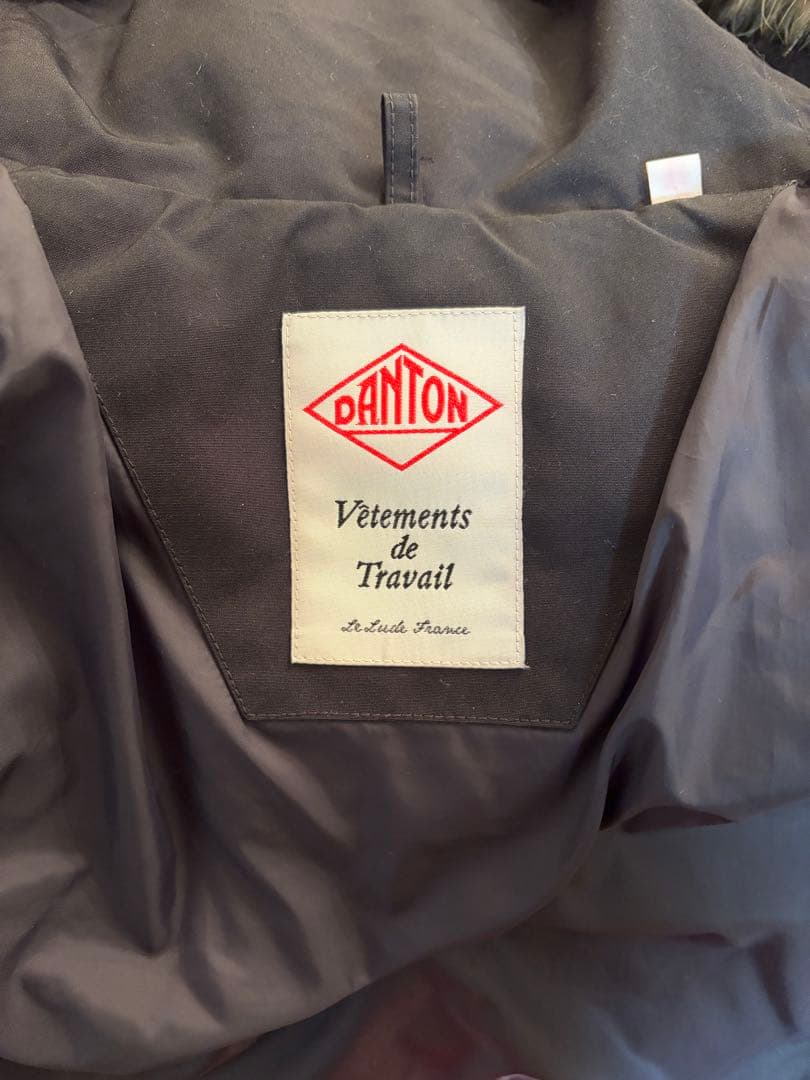 DANTON
Vêtements
de
Travail
Le Lude France